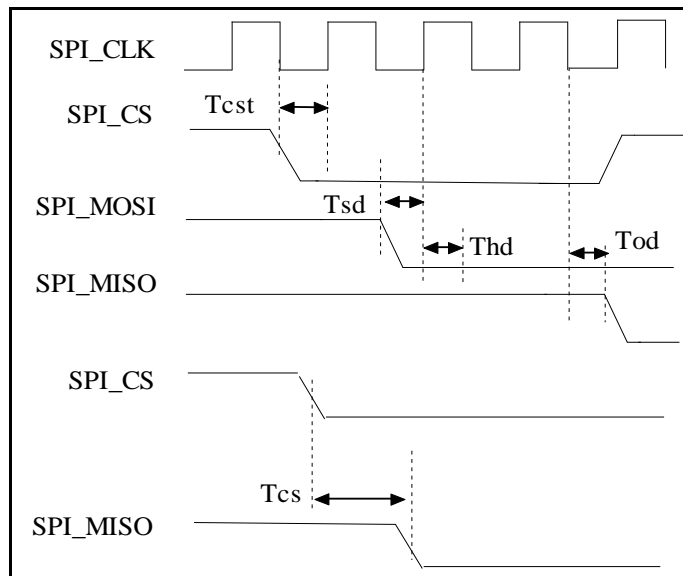 SPI_CLK
Tcst
SPI_CS
Tsd
SPI_MOSI
Thd
Tod
SPI_MISO
SPI_CS
Tcs
SPI_MISO